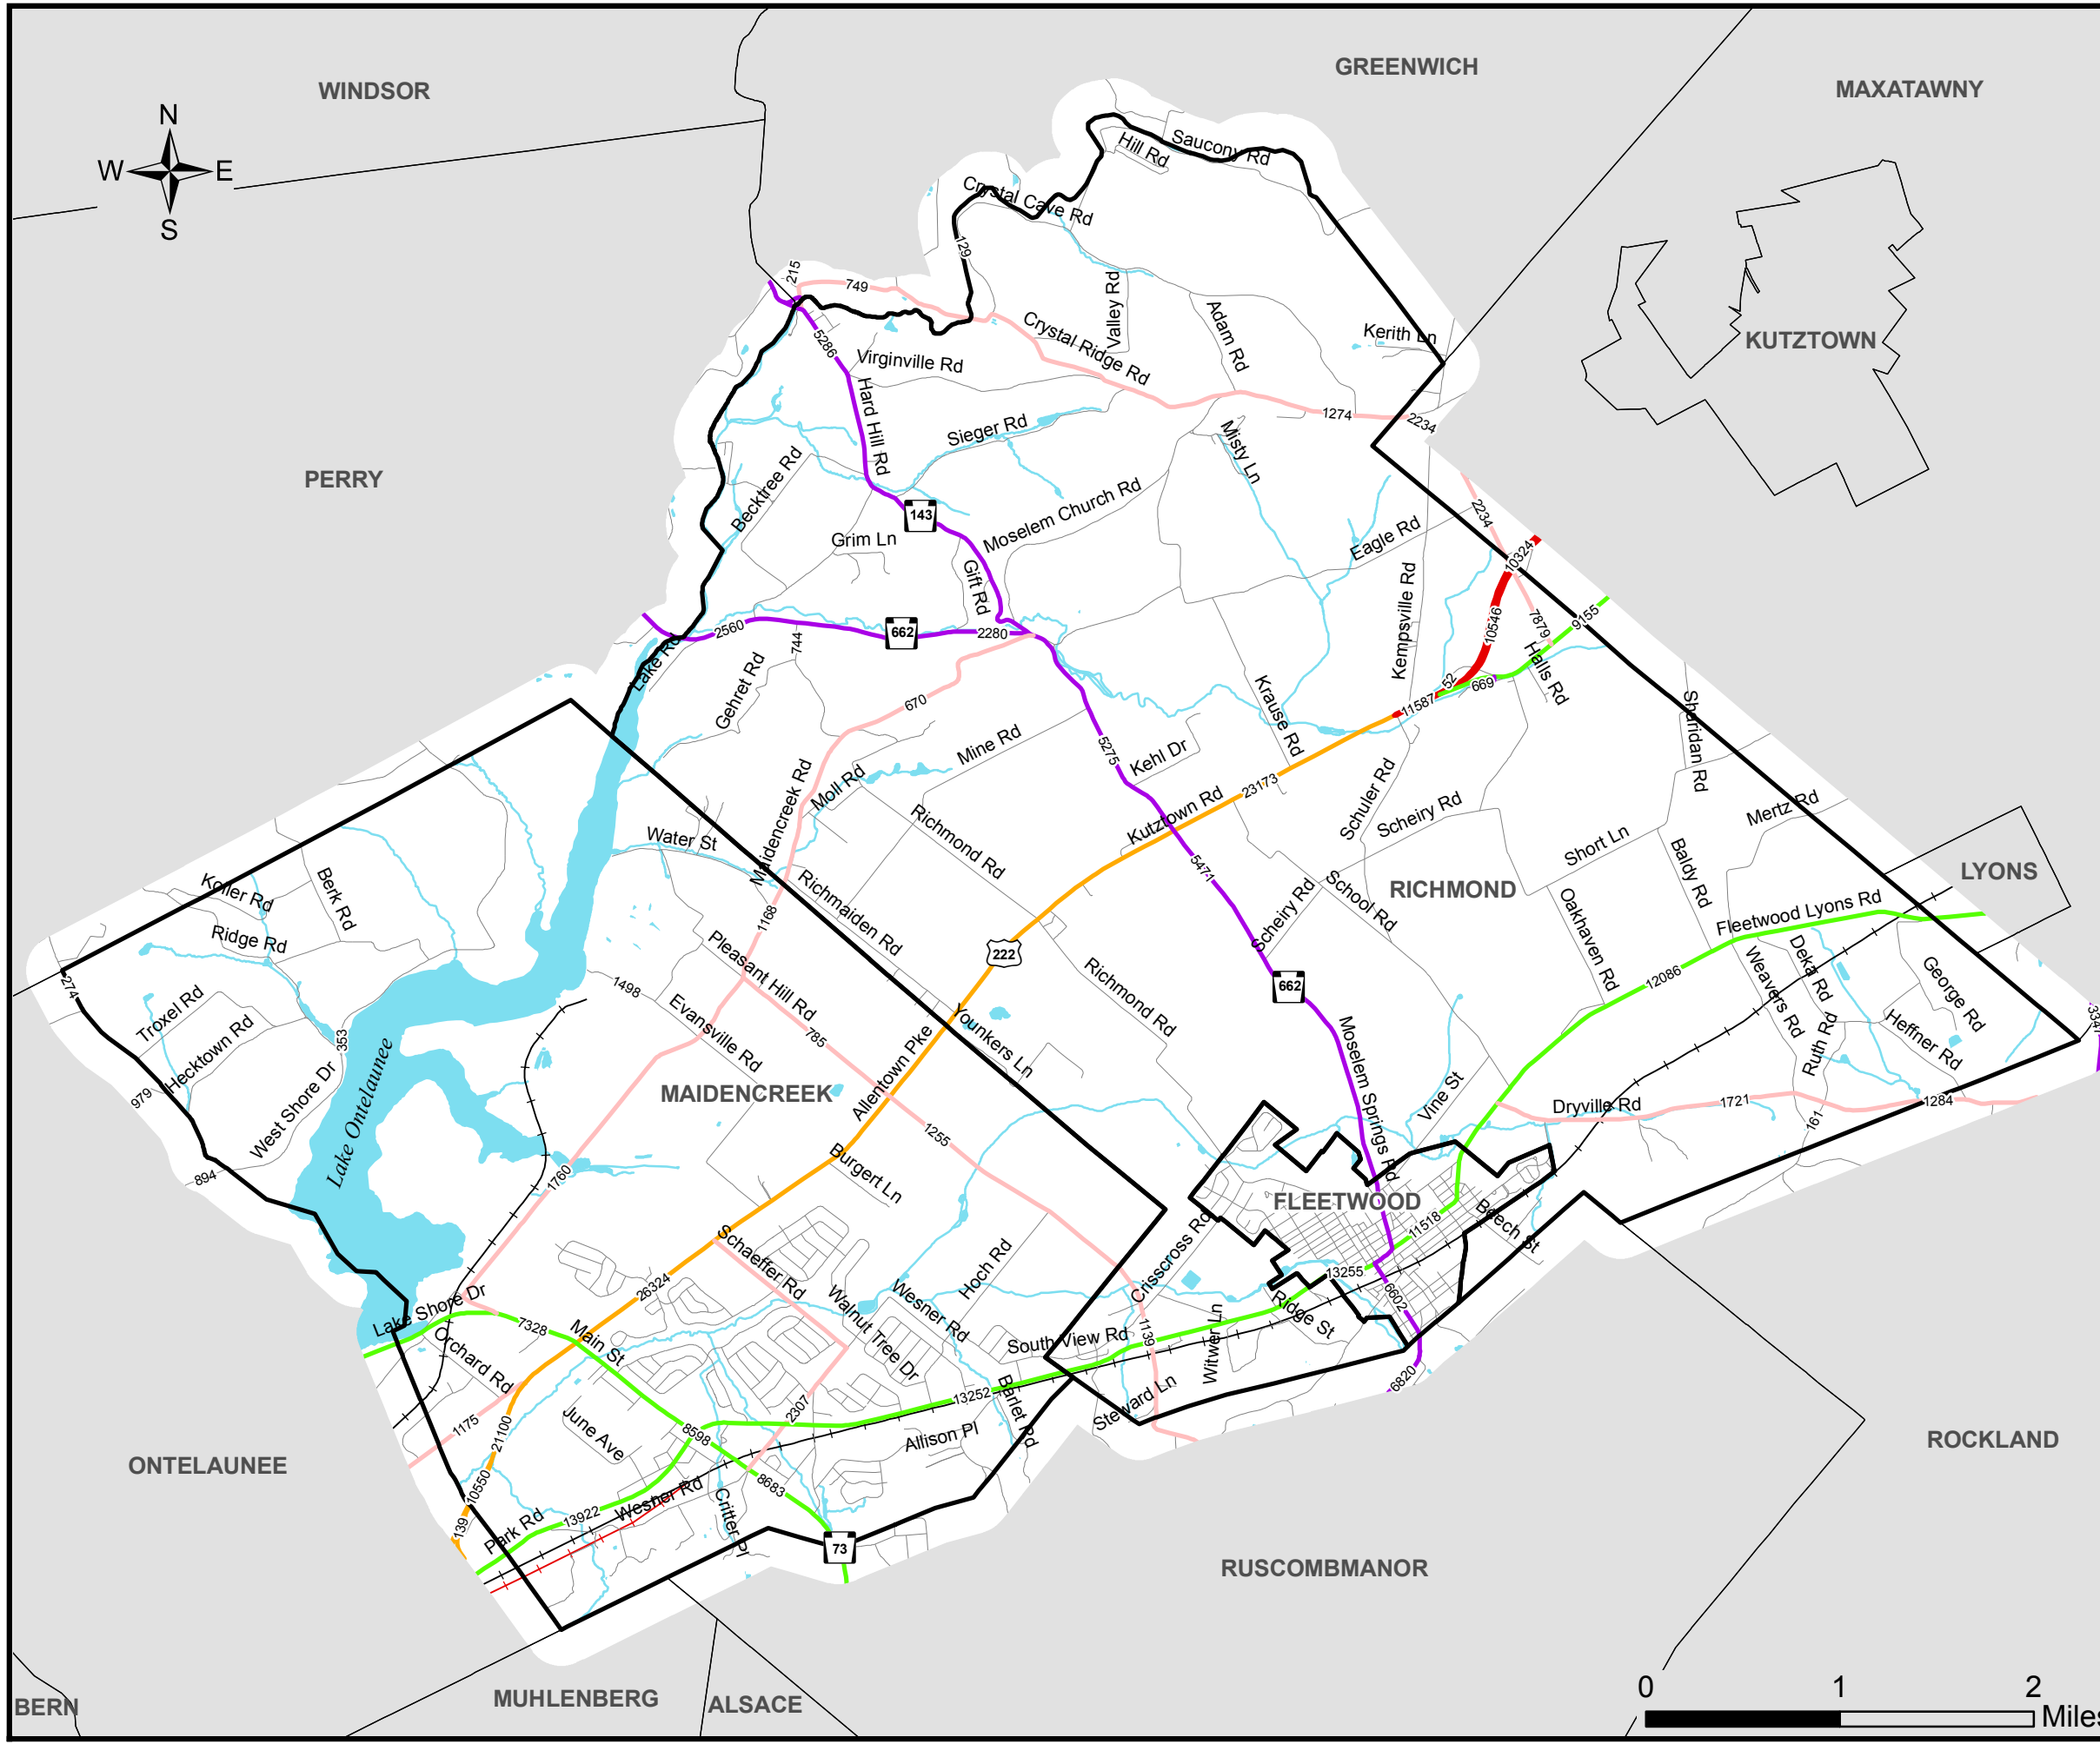 GREENWICH
WINDSOR
MAXATAWNY
N
W E
S
Saucony Rd
Hill Rd
Crystal Cave Rd
129
215
749
Valley Rd
Crystal Ridge Rd
Adam Rd
Kerith Ln
KUTZTOWN
5286
Virginville Rd
Hard Hill Rd
1274
2234
Sieger Rd
Misty Ln
PERRY
Becktree Rd
143
Moselem Church Rd
2234
Grim Ln
Eagle Rd
10324
Gift Rd
Kempsville Rd
10546
7879
9155
2560
662
2280
744
Lake Rd
Gehret Rd
Halls Rd
52
669
11587
670
Krause Rd
Sharidan Rd
Mine Rd
5275
Kehl Dr
Moll Rd
Maidencreek Rd
23173
Kutztown Rd
Schuler Rd
Scheiry Rd
Mertz Rd
Richmond Rd
Water St
Short Ln
Baldy Rd
5471
LYONS
Koller Rd
Berk Rd
Richmaiden Rd
Scheiry Rd
School Rd
RICHMOND
Oakhaven Rd
Fleetwood Lyons Rd
1168
Ridge Rd
Pleasant Hill Rd
222
Richmond Rd
12086
Weavers Rd
Deka Rd
George Rd
274
1498
662
Troxel Rd
Evansville Rd
Younkers Ln
Moselem Springs Rd
3347
Hecktown Rd
353
785
Ruth Rd
Heffner Rd
Lake Ontelaunee
979
West Shore Dr
MAIDENCREEK
Allentown Pke
Vine St
Dryville Rd
1721
1284
161
1255
894
1760
Burgert Ln
FLEETWOOD
Beech St
11518
Crisscross Rd
Schaeffer Rd
Hoch Rd
13255
26324
Walnut Tree Dr
Wesner Rd
6602
Ridge St
Lake Shore Dr
7328
Main St
1139
Witwer Ln
South View Rd
Orchard Rd
6820
13252
Barlet Rd
Steward Ln
2307
1175
21100
June Ave
8598
Allison Pl
ONTELAUNEE
ROCKLAND
8683
10550
Wesner Rd
Critter Pl
139
Park Rd
13922
73
RUSCOMBMANOR
MUHLENBERG
ALSACE
BERN
0 1 2
Miles